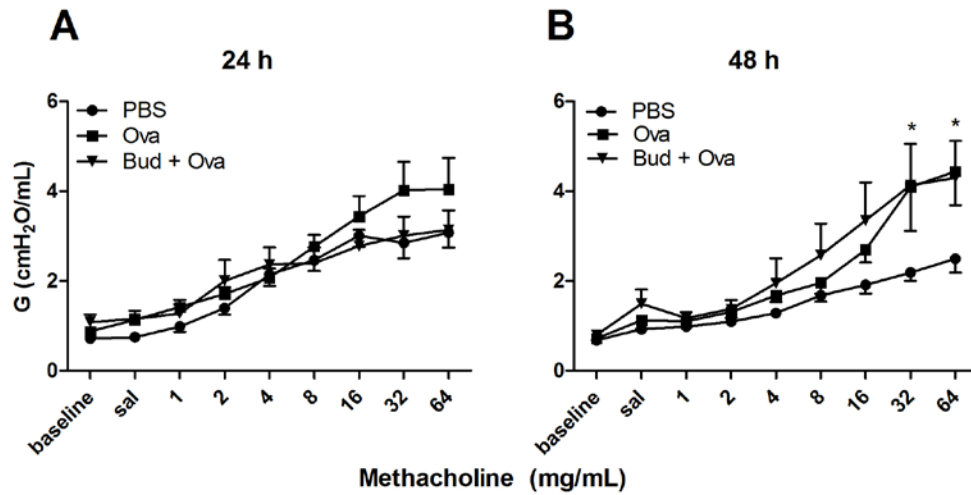 A
24 h
G (cmH₂O/mL)
6
4
2
0
PBS
Ova
Bud + Ova
baseline
sal
1
2
4
8
16
32
64
B
48 h
6
4
2
0
PBS
Ova
Bud + Ova
* *
baseline
sal
1
2
4
8
16
32
64
Methacholine (mg/mL)